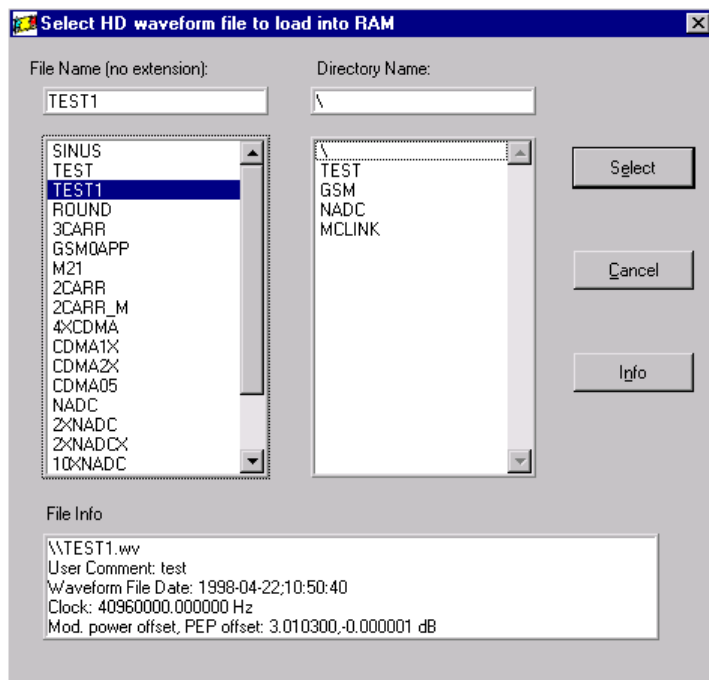 Select HD waveform file to load into RAM
File Name (no extension):
TEST1
SINUS
TEST
TEST1
ROUND
3CARR
GSM0APP
M21
2CARR
2CARR_M
4XCDMA
CDMA1X
CDMA2X
CDMA05
NADC
2XNADC
2XNADCX
10XNADC
Directory Name:
\
\
TEST
GSM
NADC
MCLINK
Select
Cancel
Info
File Info
\\TEST1.wv
User Comment: test
Waveform File Date: 1998-04-22;10:50:40
Clock: 40960000.000000 Hz
Mod. power offset, PEP offset: 3.010300,-0.000001 dB